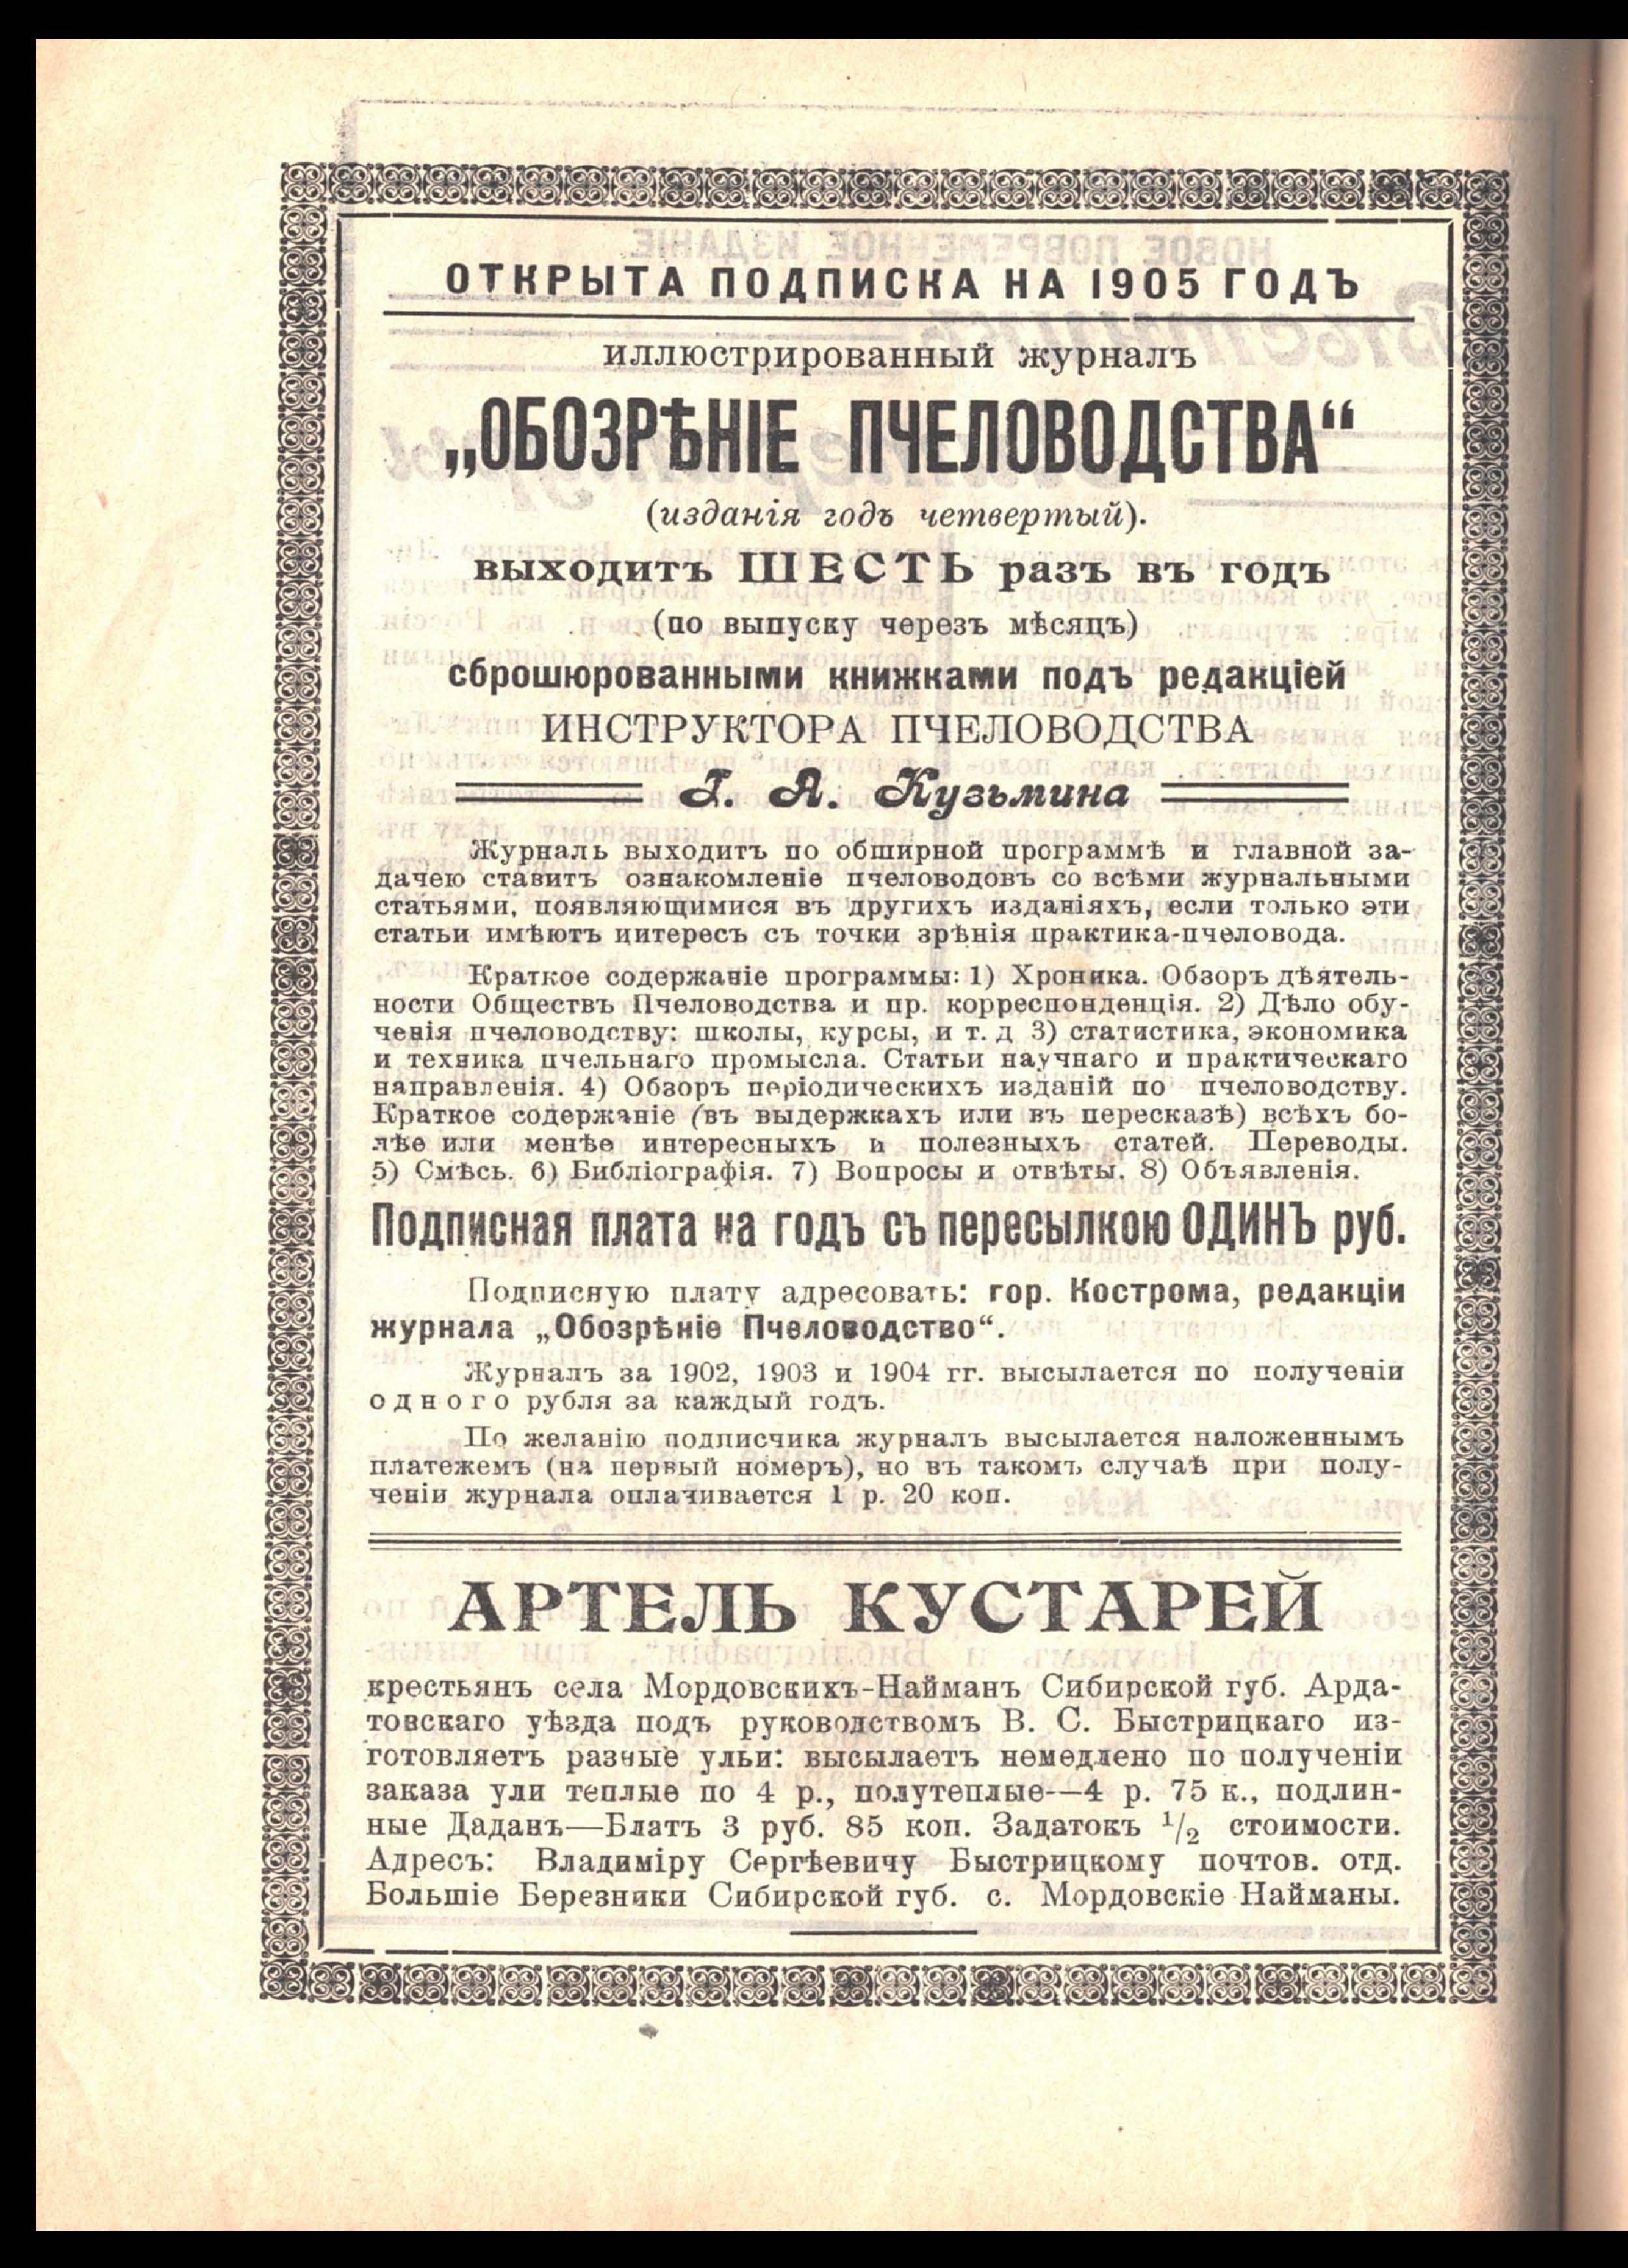 ОТКРЫТА ПОДПИСКА НА 1905 ГОДЪ
иллюстрированный журналъ
„ОБОЗРѢНІЕ ПЧЕЛОВОДСТВА“
(изданія годъ четвертый).
выходитъ ШЕСТЬ разъ въ годъ
(по выпуску черезъ мѣсяцъ)
сброшюрованными книжками подъ редакціей
ИНСТРУКТОРА ПЧЕЛОВОДСТВА
Г. А. Кузьмина
Журналь выходитъ по обширной программѣ и главной за-
дачею ставитъ ознакомленіе пчеловодовъ со всѣми журнальными
статьями, появляющимися въ другихъ изданіяхъ, если только эти
статьи имѣютъ интересъ съ точки зрѣнія практика-пчеловода.
Краткое содержаніе программы: 1) Хроника. Обзоръ дѣятель-
ности Обществъ Пчеловодства и пр. корреспонденція. 2) Дѣло обу-
ченія пчеловодству: школы, курсы, и т. д 3) статистика, экономика
и техника пчельнаго промысла. Статьи научнаго и практическаго
направленія. 4) Обзоръ періодическихъ изданій по пчеловодству.
Краткое содержаніе (въ выдержкахъ или въ пересказѣ) всѣхъ бо-
лѣе или менѣе интересныхъ и полезныхъ статей. Переводы.
5) Смѣсь. 6) Библіографія. 7) Вопросы и отвѣты. 8) Объявленія.
Подписная плата на годъ съ пересылкою ОДИНЪ руб.
Подписную плату адресовать: гор. Кострома, редакціи
журнала „Обозрѣніе Пчеловодство“.
Журналъ за 1902, 1903 и 1904 гг. высылается по полученіи
одного рубля за каждый годъ.
По желанію подписчика журналъ высылается наложеннымъ
платежемъ (на первый номеръ), но въ такомъ случаѣ при полу-
ченіи журнала оплачивается 1 р. 20 коп.
АРТЕЛЬ КУСТАРЕЙ
крестьянъ села Мордовскихъ-Найманъ Сибирской губ. Арда-
товскаго уѣзда подъ руководствомъ В. С. Быстрицкаго из-
готовляетъ разные ульи: высылаетъ немедлено по полученіи
заказа ули теплые по 4 р., полутеплые—4 р. 75 к., подлин-
ные Даданъ—Блатъ 3 руб. 85 коп. Задатокъ 1/2 стоимости.
Адресъ: Владиміру Сергѣевичу Быстрицкому почтов. отд.
Большіе Березники Сибирской губ. с. Мордовскіе Найманы.